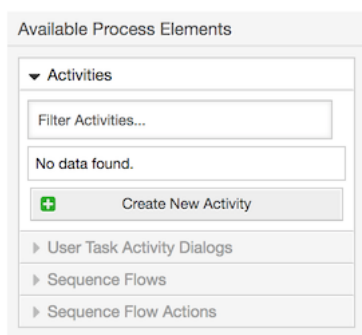 Available Process Elements
Activities
Filter Activities...
No data found.
Create New Activity
User Task Activity Dialogs
Sequence Flows
Sequence Flow Actions